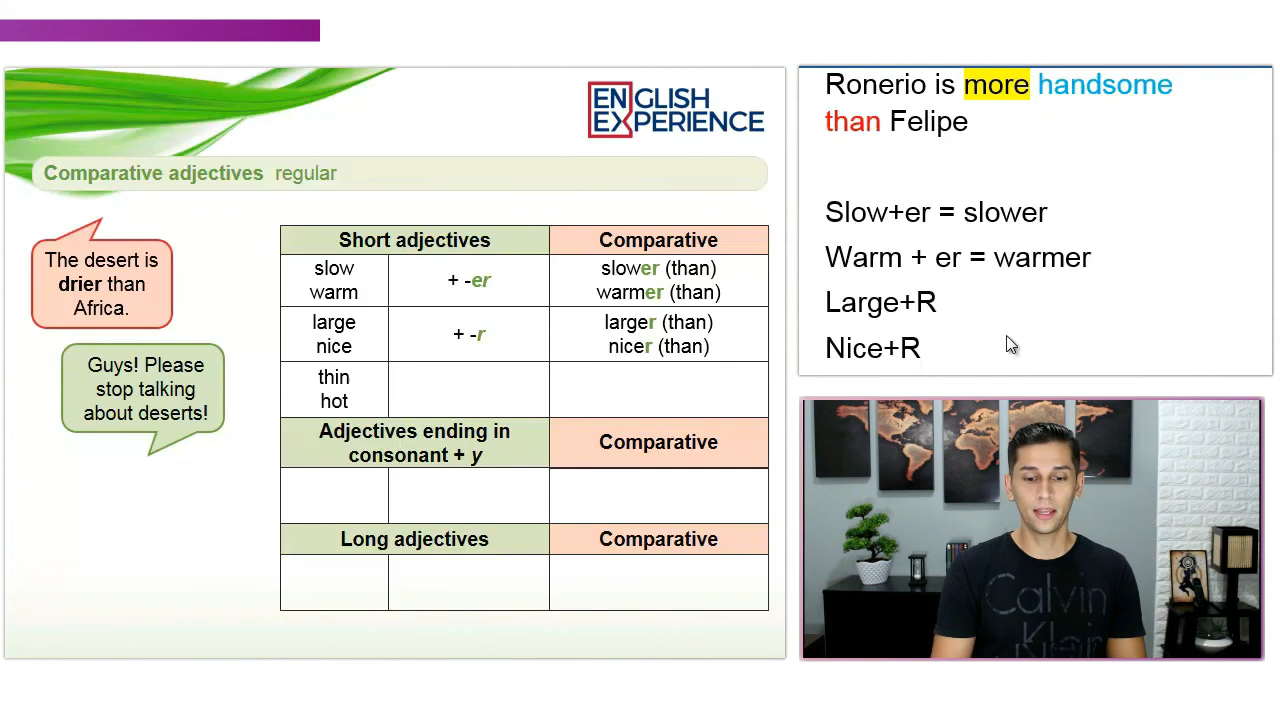 ENGLISH
EXPERIENCE
Comparative adjectives regular
The desert is
drier than
Africa.
Guys! Please
stop talking
about deserts!
Short adjectives Comparative
slow + -er slower (than)
warm warmer (than)
large + -r larger (than)
nice nicer (than)
thin
hot
Adjectives ending in Comparative
consonant + y
Long adjectives Comparative
Ronerio is more handsome
than Felipe
Slow+er = slower
Warm + er = warmer
Large+R
Nice+R
Calvin
Klein